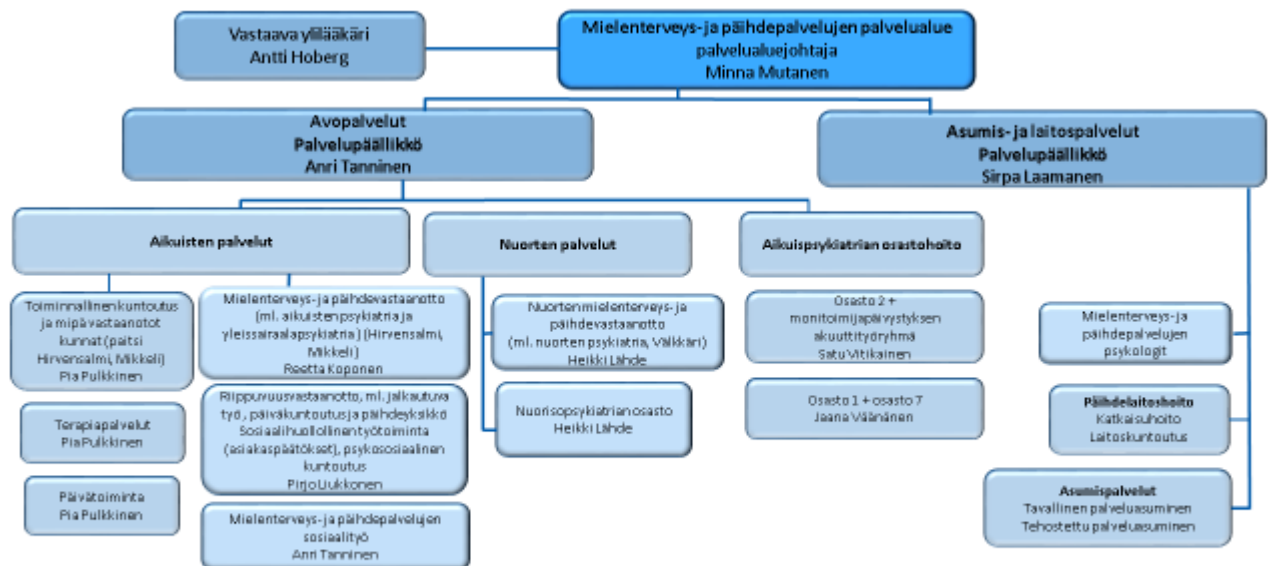 Vastaava ylilääkäri
Antti Hoberg
Mielenterveys- ja päihdepalvelujen palvelualue
palvelualuejohtaja
Minna Mutanen
Avopalvelut
Palvelupäällikkö
Anri Tanninen
Asumis- ja laitospalvelut
Palvelupäällikkö
Sirpa Laamanen
Aikuisten palvelut
Nuorten palvelut
Aikuispsykiatrian osastohoito
Toiminnallinen kuntoutus
ja mipä vastaanotot
kunnat (paitsi
Hirvensalmi, Mikkeli)
Pia Pulkkinen
Terapiapalvelut
Pia Pulkkinen
Päivätoiminta
Pia Pulkkinen
Mielenterveys- ja päihdevastaanotto
(ml. aikuisten psykiatria ja
yleissairaalapsykiatria) (Hirvensalmi,
Mikkeli)
Reetta Koponen
Riippuvuusvastaanotto, ml. jalkautuva
työ, päiväkuntoutus ja päihdeyksikkö
Sosiaalihuollollinen työtoiminta
(asiakaspäätökset), psykososiaalinen
kuntoutus
Pirjo Liukkonen
Mielenterveys- ja päihdepalvelujen
sosiaalityö
Anri Tanninen
Nuorten mielenterveys- ja
päihdevastaanotto
(ml. nuorten psykiatria, Välkkäri)
Heikki Lähde
Nuorisopsykiatrian osasto
Heikki Lähde
Osasto 2 +
monitoimijapäivystyksen
akuuttityöryhmä
Satu Vitikainen
Osasto 1 + osasto 7
Jaana Väänänen
Mielenterveys- ja
päihdepalvelujen
psykologit
Päihdelaitoshoito
Katkaisuhoito
Laitoskuntoutus
Asumispalvelut
Tavallinen palveluasuminen
Tehostettu palveluasuminen